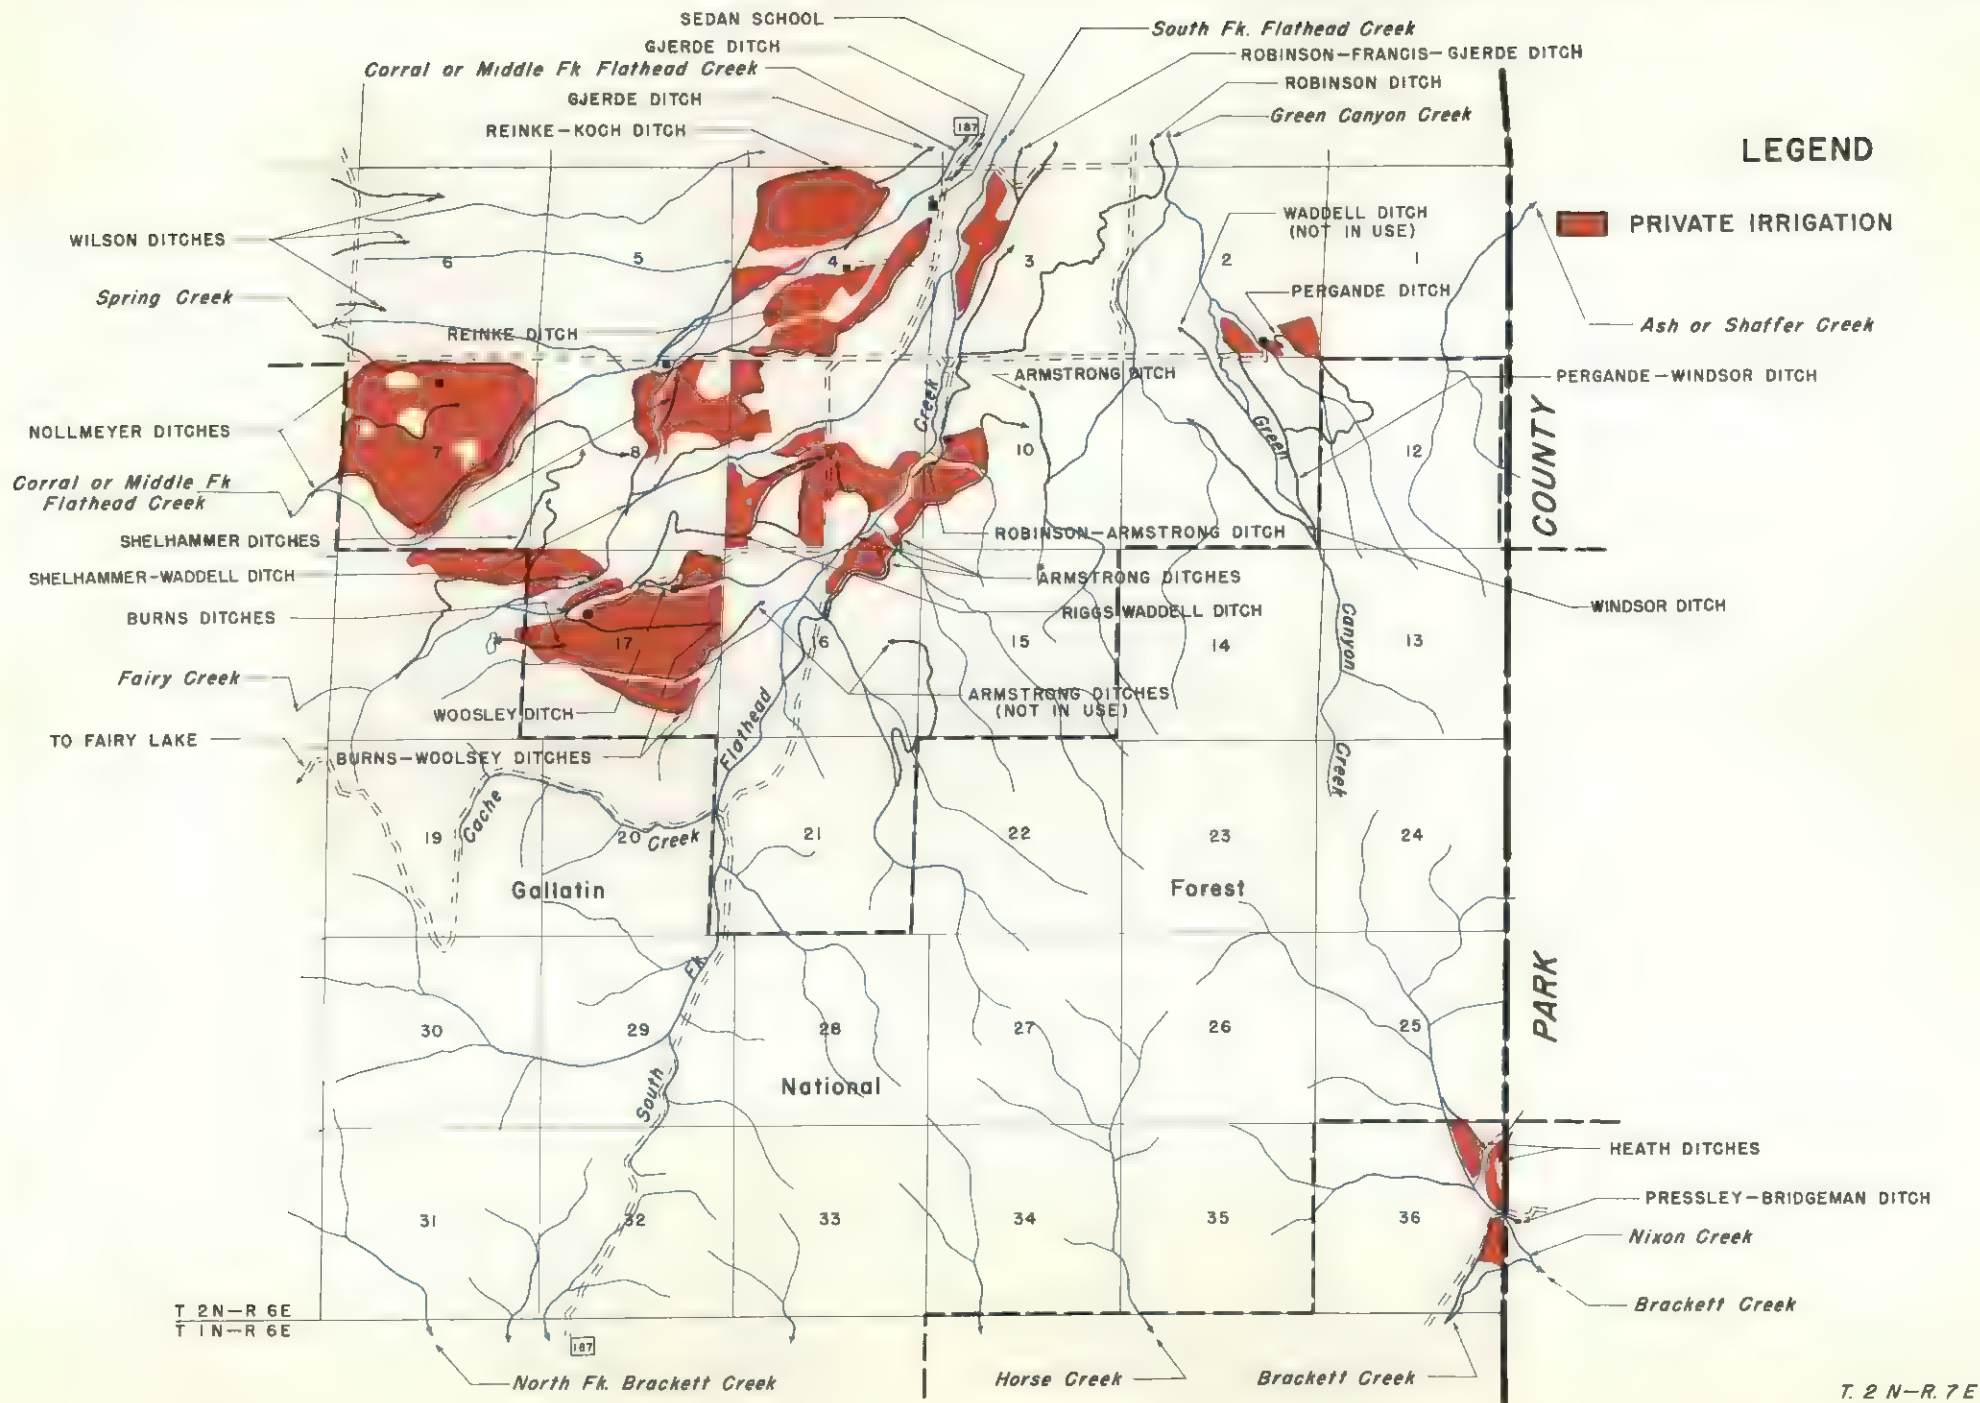 SEDAN SCHOOL
South Fk. Flathead Creek
GJERDE DITCH
ROBINSON-FRANCIS-GJERDE DITCH
Corral or Middle Fk Flathead Creek
ROBINSON DITCH
GJERDE DITCH
Green Canyon Creek
REINKE-KOCH DITCH
187
LEGEND
PRIVATE IRRIGATION
WADDELL DITCH
(NOT IN USE)
WILSON DITCHES
6
5
4
3
2
1
Spring Creek
PERGANDE DITCH
Ash or Shaffer Creek
REINKE DITCH
ARMSTRONG DITCH
PERGANDE-WINDSOR DITCH
Creek
NOLLMEYER DITCHES
7
8
10
Green
12
COUNTY
Corral or Middle Fk
Flathead Creek
SHELHAMMER DITCHES
ROBINSON-ARMSTRONG DITCH
SHELHAMMER-WADDELL DITCH
ARMSTRONG DITCHES
BURNS DITCHES
RIGGS WADDELL DITCH
WINDSOR DITCH
17
16
15
14
Canyon
13
Fairy Creek
ARMSTRONG DITCHES
(NOT IN USE)
WOOSLEY DITCH
Flathead
TO FAIRY LAKE
BURNS-WOOLSEY DITCHES
Creek
19
Cache
20
Creek
21
22
23
24
Gallatin
Forest
Fk.
PARK
30
29
28
27
26
25
South
National
HEATH DITCHES
PRESSLEY-BRIDGEMAN DITCH
31
32
33
34
35
36
Nixon Creek
T 2N-R 6E
T 1N-R 6E
Brackett Creek
187
North Fk. Brackett Creek
Horse Creek
Brackett Creek
T. 2 N-R. 7 E